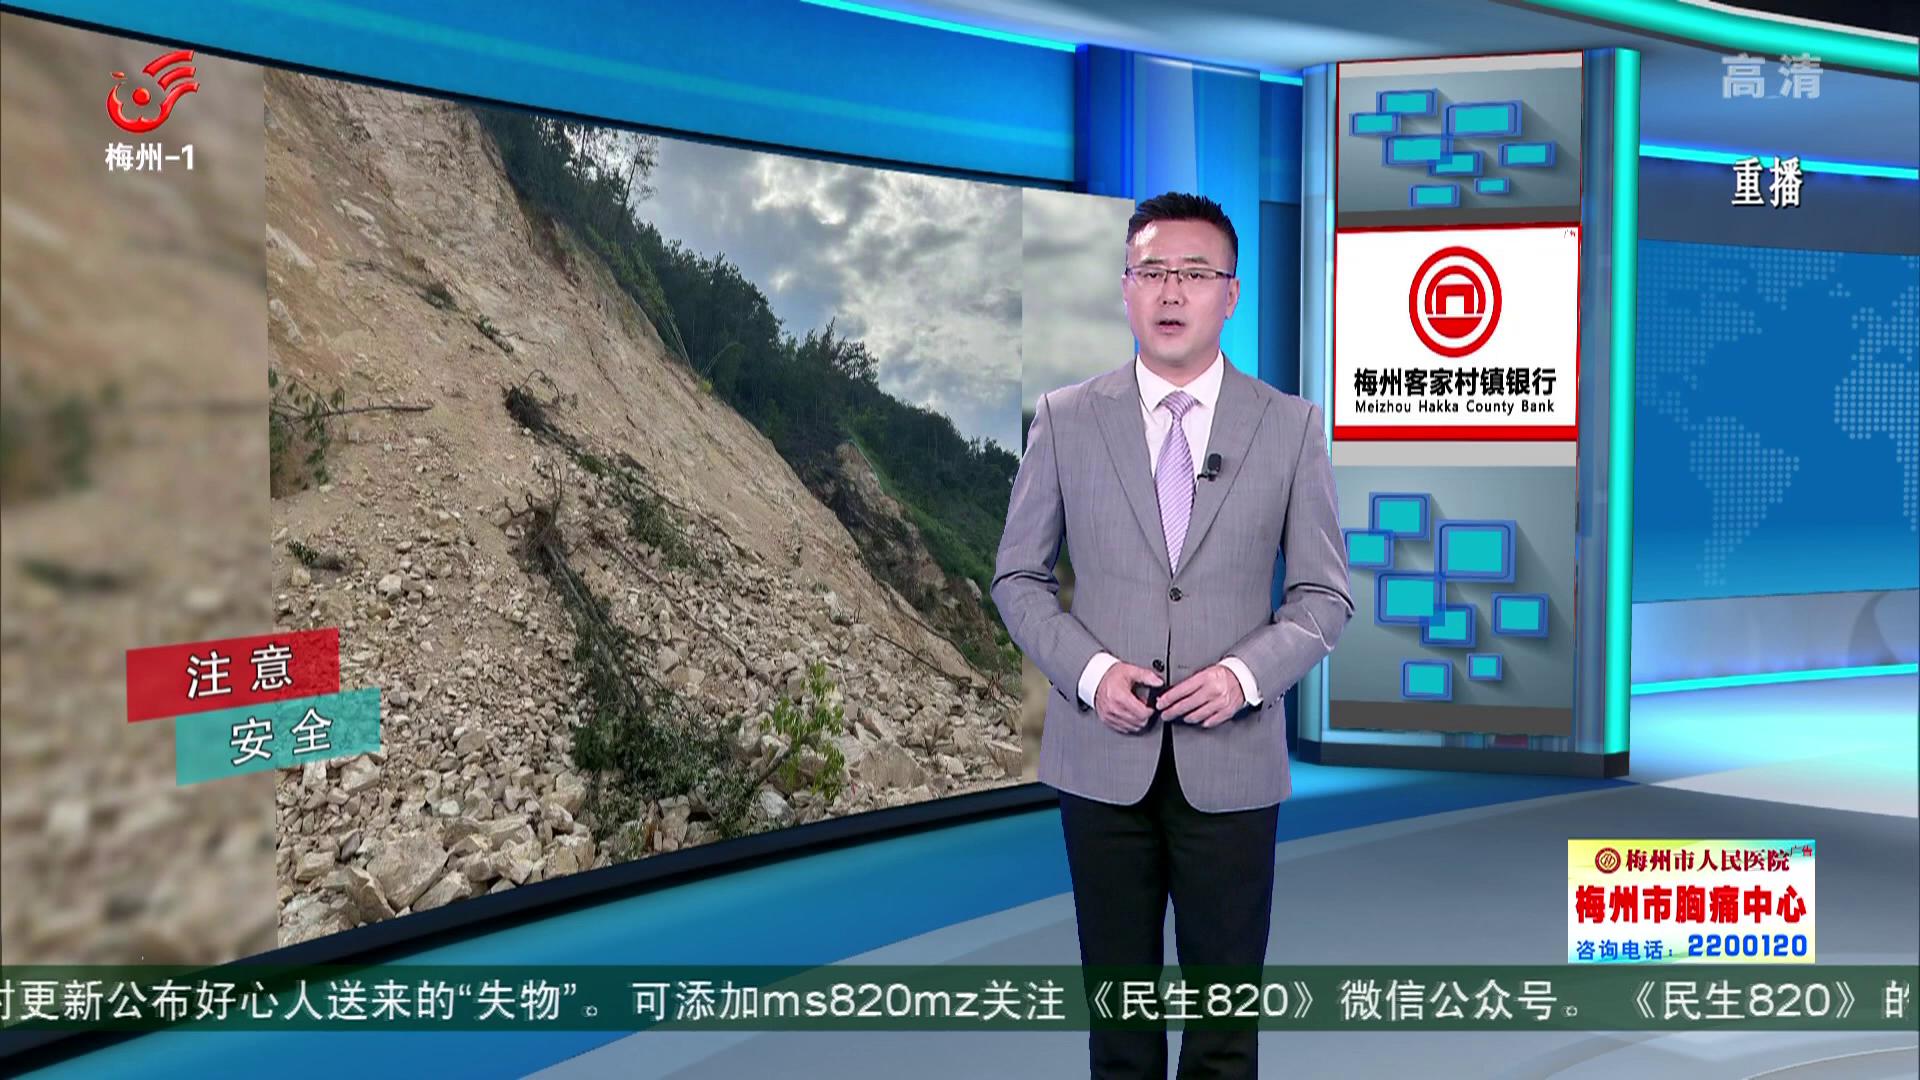 梅州-1
高清
重播
广告
梅州客家村镇银行
Meizhou Hakka County Bank
注意
安全
梅州市人民医院
广告
梅州市胸痛中心
咨询电话：2200120
时更新公布好心人送来的“失物”。 可添加ms820mz关注《民生820》微信公众号。 《民生820》的